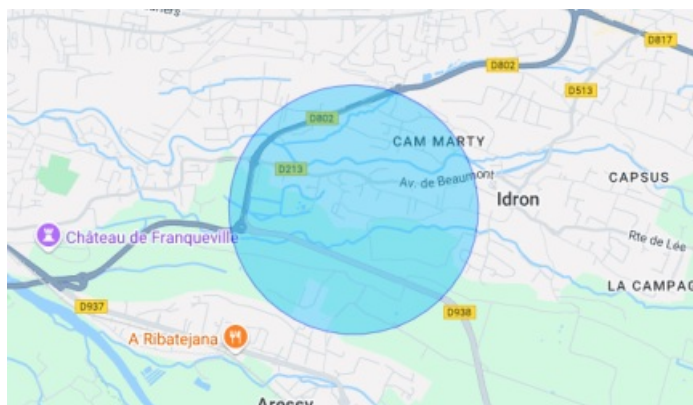 D817
D802
D513
D802
CAM MARTY
D213
Av. de Beaumont
CAPSUS
Idron
Château de Franqueville
Rte de Lée
LA CAMPAG
D937
D938
A Ribatejana
Aressy